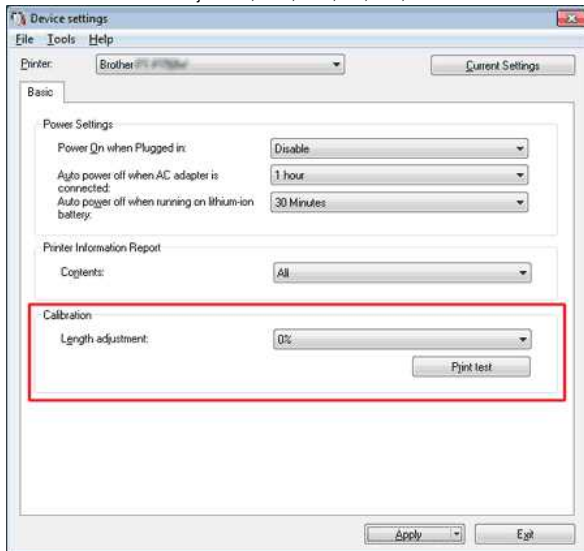 Device settings
File Tools Help
Printer: Brother Current Settings
Basic
Power Settings
Power On when Plugged in: Disable
Auto power off when AC adapter is connected: 1 hour
Auto power off when running on lithium-ion battery: 30 Minutes
Printer Information Report
Contents: All
Calibration
Length adjustment: 0%
Print test
Apply Exit